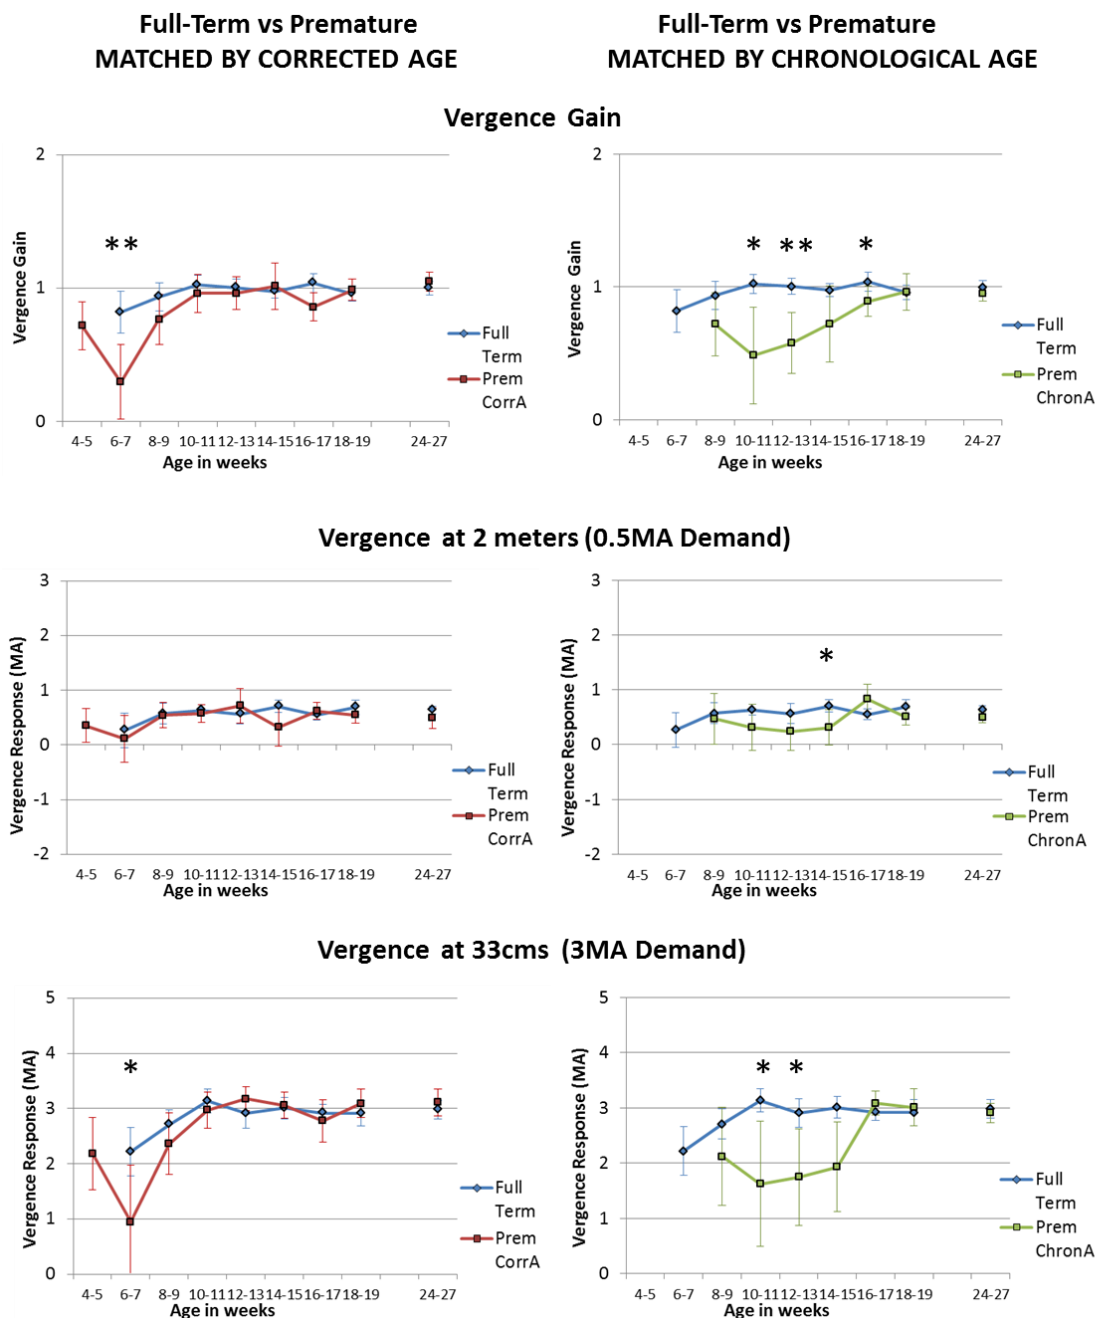 Full-Term vs Premature
MATCHED BY CORRECTED AGE
Full-Term vs Premature
MATCHED BY CHRONOLOGICAL AGE
Vergence Gain
Vergence Gain
2
1
0
**
4-5 6-7 8-9 10-11 12-13 14-15 16-17 18-19 24-27
Age in weeks
Full
Term
Prem
CorrA
Vergence Gain
2
1
0
* ** *
4-5 6-7 8-9 10-11 12-13 14-15 16-17 18-19 24-27
Age in weeks
Full
Term
Prem
ChronA
Vergence at 2 meters (0.5MA Demand)
Vergence Response (MA)
3
2
1
0
-1
-2
4-5 6-7 8-9 10-11 12-13 14-15 16-17 18-19 24-27
Age in weeks
Full
Term
Prem
CorrA
Vergence Response (MA)
3
2
1
0
-1
-2
*
4-5 6-7 8-9 10-11 12-13 14-15 16-17 18-19 24-27
Age in weeks
Full
Term
Prem
ChronA
Vergence at 33cms (3MA Demand)
Vergence Response (MA)
5
4
3
2
1
0
*
4-5 6-7 8-9 10-11 12-13 14-15 16-17 18-19 24-27
Age in weeks
Full
Term
Prem
CorrA
Vergence Response (MA)
5
4
3
2
1
0
* *
4-5 6-7 8-9 10-11 12-13 14-15 16-17 18-19 24-27
Age in weeks
Full
Term
Prem
ChronA